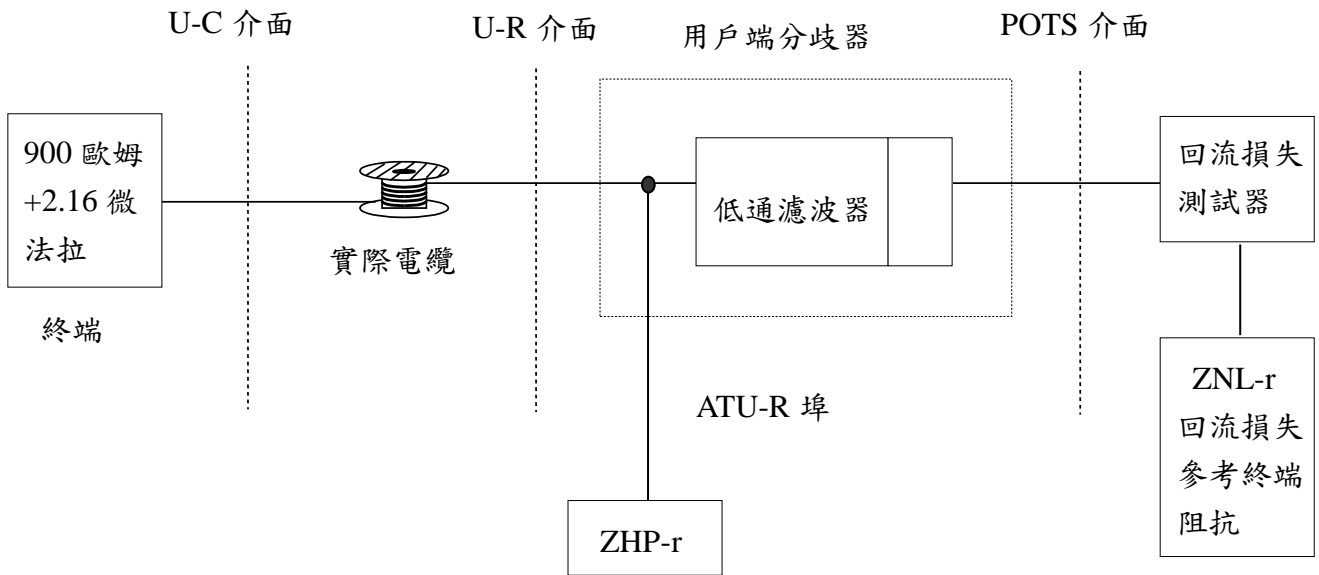 U-C 介面
U-R 介面
用戶端分歧器
POTS 介面
900 歐姆
+2.16 微
法拉
終端
實際電纜
低通濾波器
回流損失
測試器
ATU-R 埠
ZHP-r
ZNL-r
回流損失
參考終端
阻抗